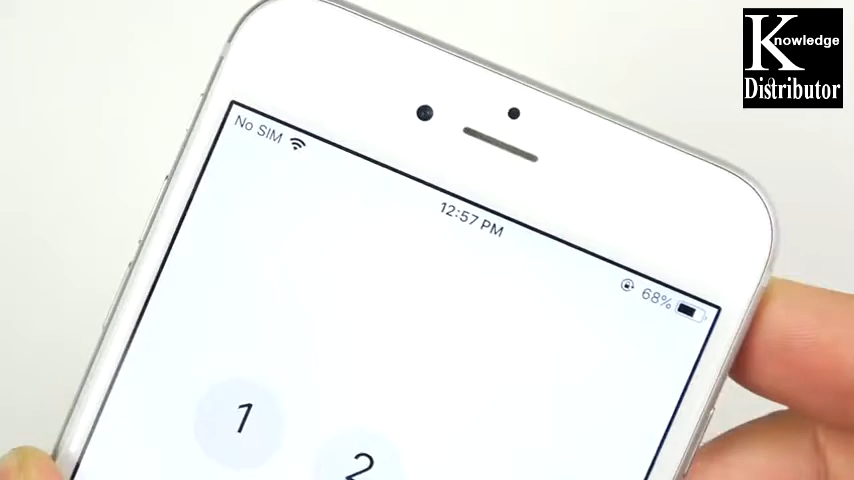 Knowledge
Distributor
No SIM
12:57 PM
68%
1
2